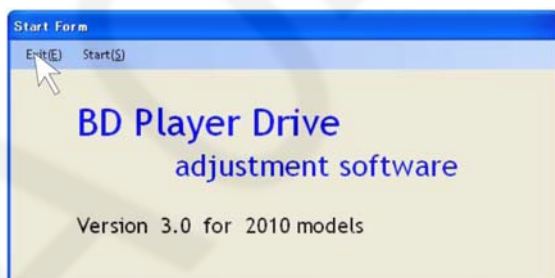 Start Form
Exit(E) Start(S)
BD Player Drive
adjustment software
Version 3.0 for 2010 models